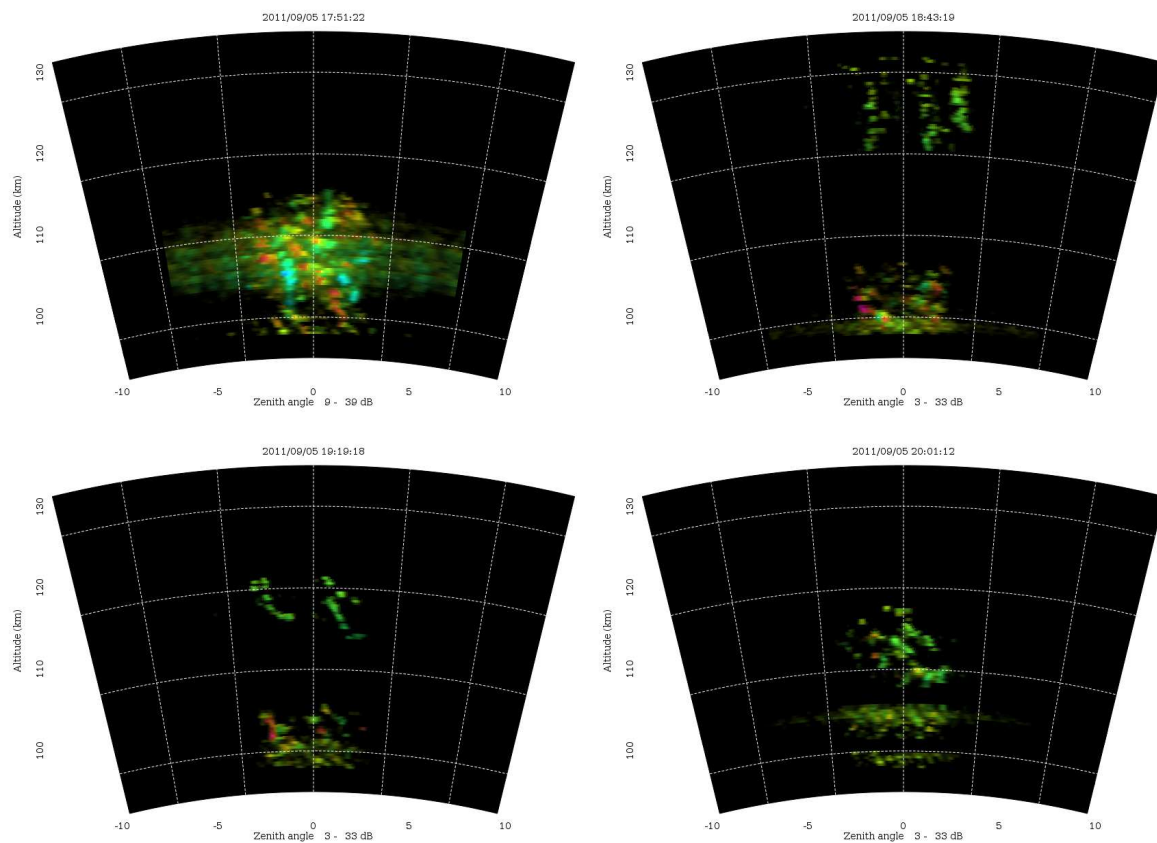 2011/09/05 17:51:22
Altitude (km)
130
120
110
100
-10 -5 0 5 10
Zenith angle 9 - 39 dB
2011/09/05 18:43:19
Altitude (km)
130
120
110
100
-10 -5 0 5 10
Zenith angle 3 - 33 dB
2011/09/05 19:19:18
Altitude (km)
130
120
110
100
-10 -5 0 5 10
Zenith angle 3 - 33 dB
2011/09/05 20:01:12
Altitude (km)
130
120
110
100
-10 -5 0 5 10
Zenith angle 3 - 33 dB